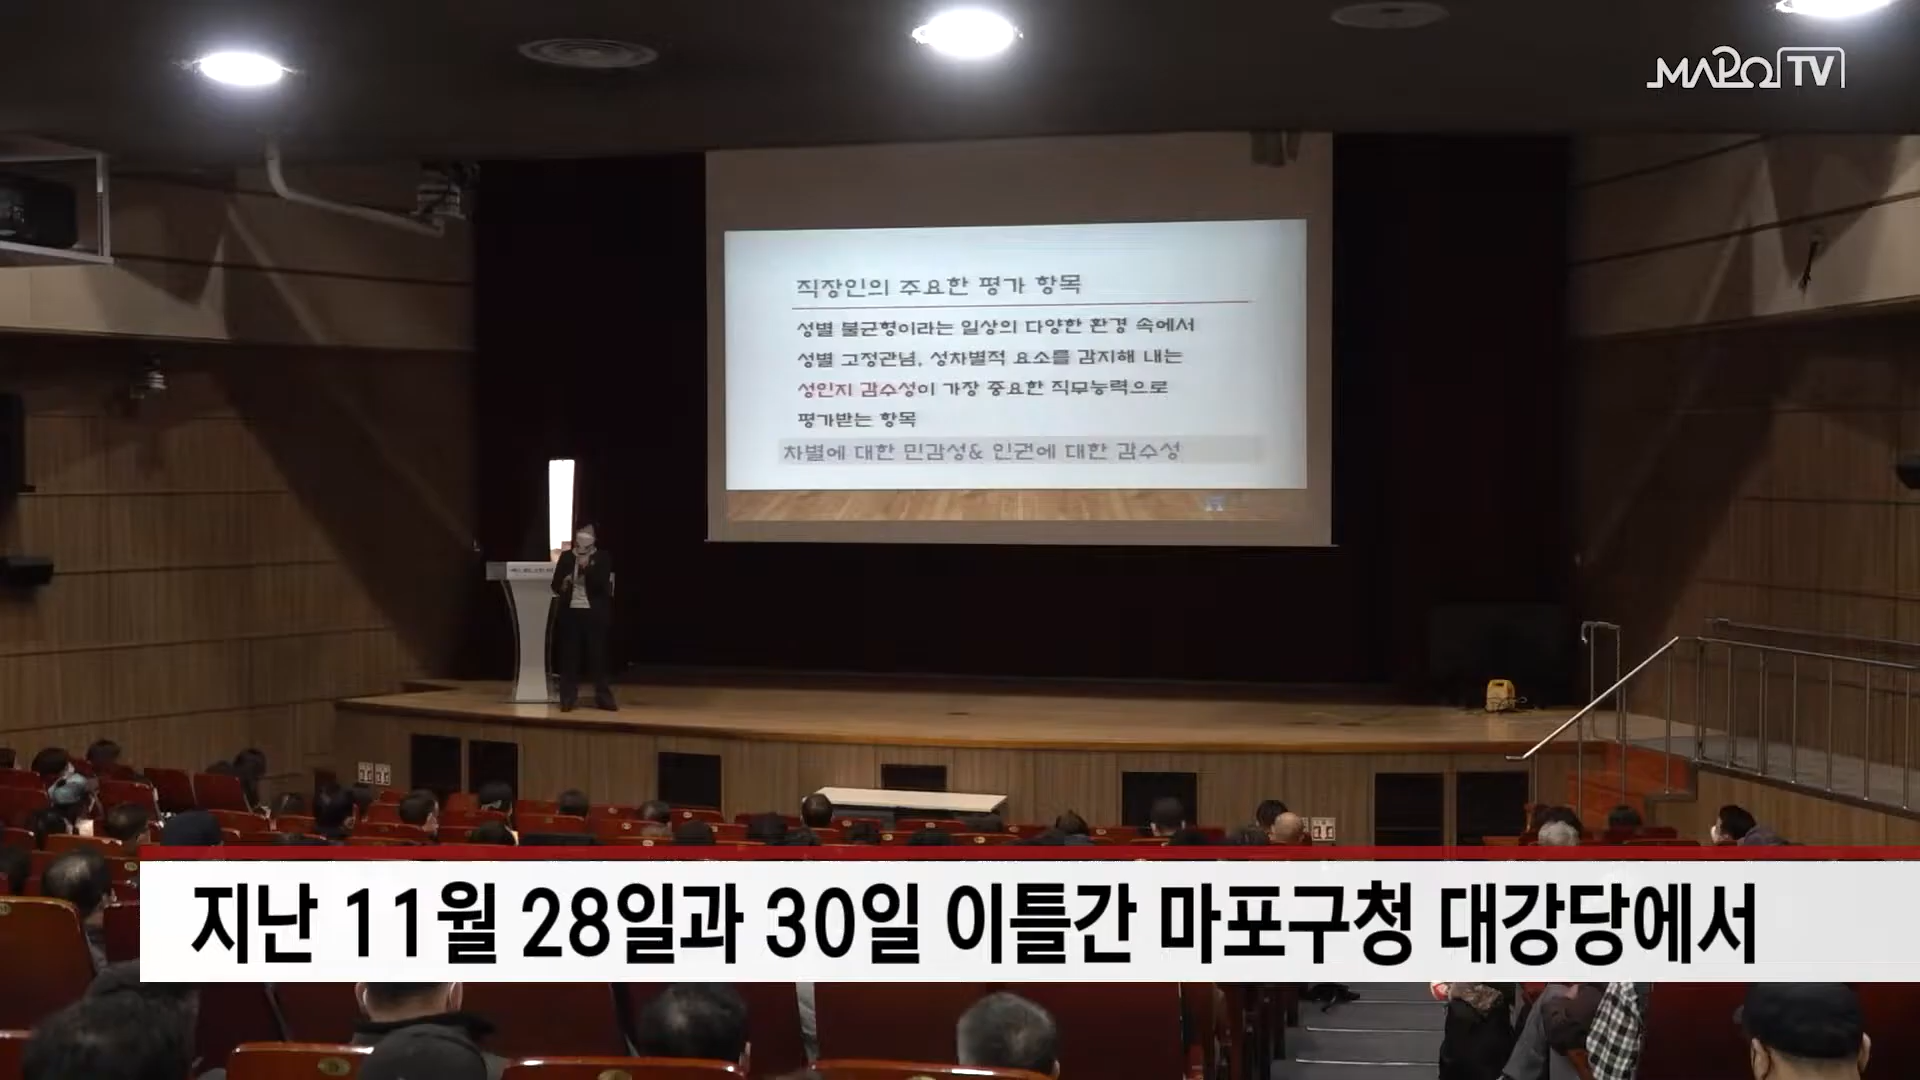 MAPO TV
직장인의 주요한 평가 항목
성별 불균형이라는 일상의 다양한 환경 속에서
성별 고정관념, 성차별적 요소를 감지해 내는
성인지 감수성이 가장 중요한 직무능력으로
평가받는 항목
차별에 대한 민감성& 인권에 대한 감수성
지난 11월 28일과 30일 이틀간 마포구청 대강당에서